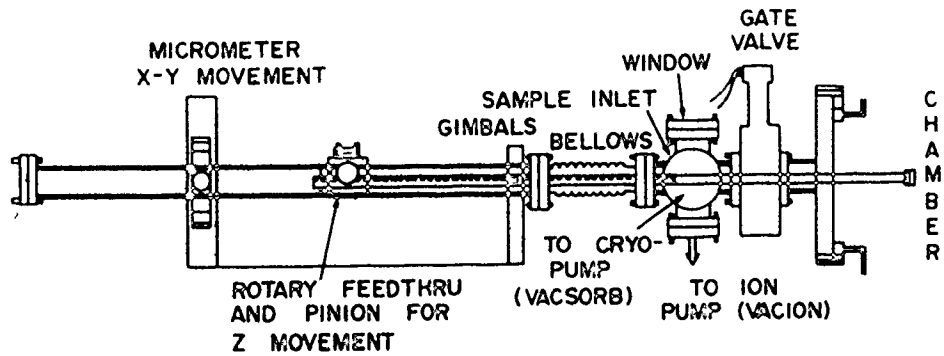 MICROMETER
X-Y MOVEMENT
GATE
VALVE
WINDOW
SAMPLE INLET
GIMBALS
BELLOWS
CHAMBER
TO CRYO-
PUMP
(VACSORB)
TO ION
PUMP (VACION)
ROTARY FEEDTHRU
AND PINION FOR
Z MOVEMENT